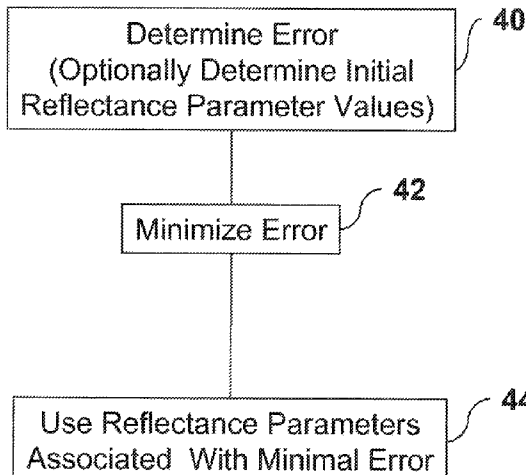 Determine Error
(Optionally Determine Initial
Reflectance Parameter Values)
40
42
Minimize Error
44
Use Reflectance Parameters
Associated With Minimal Error